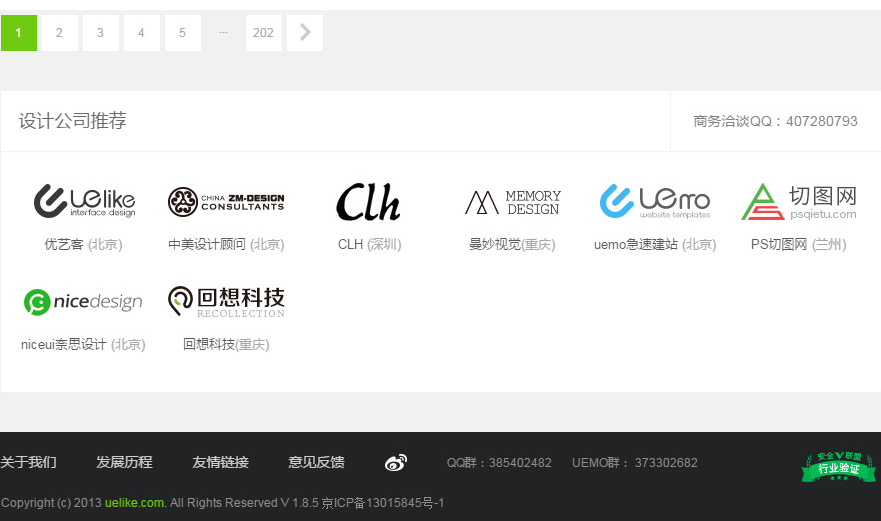 1 2 3 4 5 ... 202
设计公司推荐
商务洽谈QQ：407280793
uelike
interface design
CHINA ZM-DESIGN
CONSULTANTS
Clh
MEMORY
DESIGN
uemo
website templates
切图网
psqietu.com
优艺客 (北京)
中美设计顾问 (北京)
CLH (深圳)
曼妙视觉(重庆)
uemo急速建站 (北京)
PS切图网 (兰州)
nicedesign
回想科技
RECOLLECTION
niceui奈思设计 (北京)
回想科技(重庆)
关于我们 发展历程 友情链接 意见反馈 QQ群：385402482 UEMO群： 373302682
安全V联盟
行业验证
Copyright (c) 2013 uelike.com. All Rights Reserved V 1.8.5 京ICP备13015845号-1